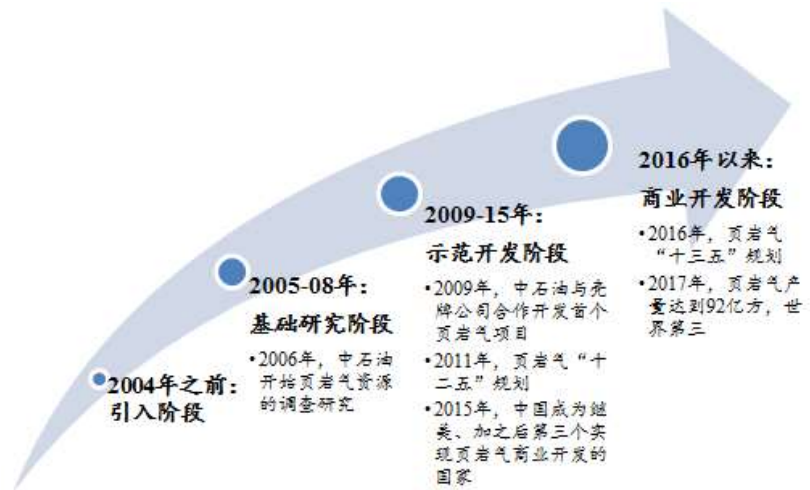 2004年之前：
引入阶段
2005-08年：
基础研究阶段
•2006年，中石油
开始页岩气资源
的调查研究
2009-15年：
示范开发阶段
•2009年，中石油与壳
牌公司合作开发首个
页岩气项目
•2011年，页岩气“十
二五”规划
•2015年，中国成为继
美、加之后第三个实
现页岩气商业开发的
国家
2016年以来：
商业开发阶段
•2016年，页岩气
“十三五”规划
•2017年，页岩气产
量达到92亿方，世
界第三